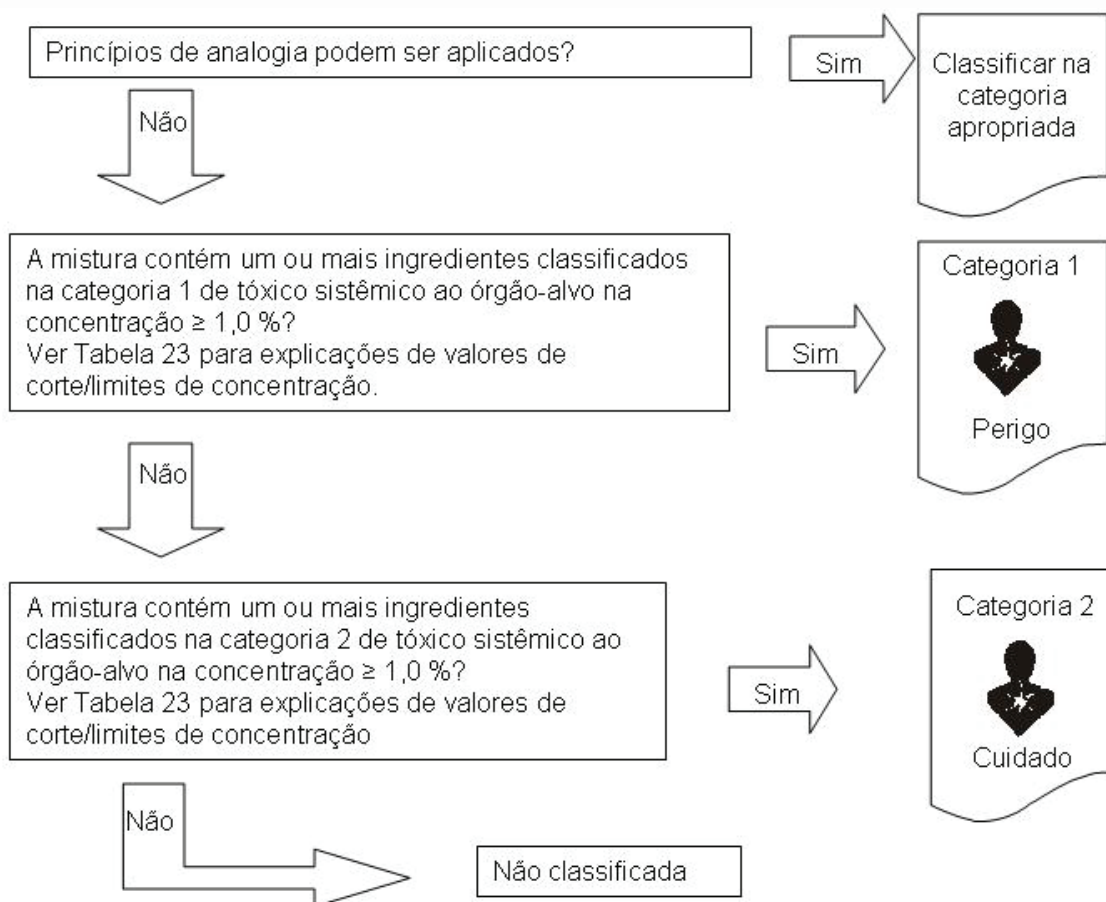 Princípios de analogia podem ser aplicados?
Sim
Classificar na
categoria
apropriada
Não
A mistura contém um ou mais ingredientes classificados
na categoria 1 de tóxico sistêmico ao órgão-alvo na
concentração ≥ 1,0 %?
Ver Tabela 23 para explicações de valores de
corte/limites de concentração.
Sim
Categoria 1
Perigo
Não
A mistura contém um ou mais ingredientes
classificados na categoria 2 de tóxico sistêmico ao
órgão-alvo na concentração ≥ 1,0 %?
Ver Tabela 23 para explicações de valores de
corte/limites de concentração
Sim
Categoria 2
Cuidado
Não
Não classificada